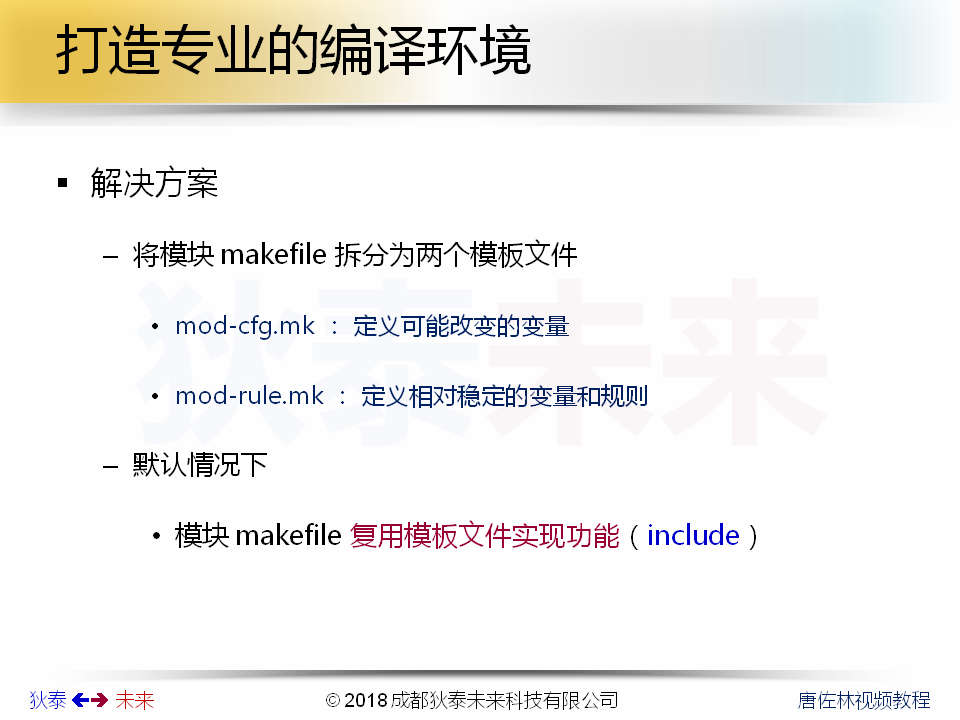 打造专业的编译环境
▪ 解决方案
– 将模块 makefile 拆分为两个模板文件
• mod-cfg.mk ： 定义可能改变的变量
• mod-rule.mk ： 定义相对稳定的变量和规则
狄泰未来
– 默认情况下
• 模块 makefile 复用模板文件实现功能（include）
狄泰 未来
© 2018 成都狄泰未来科技有限公司
唐佐林视频教程